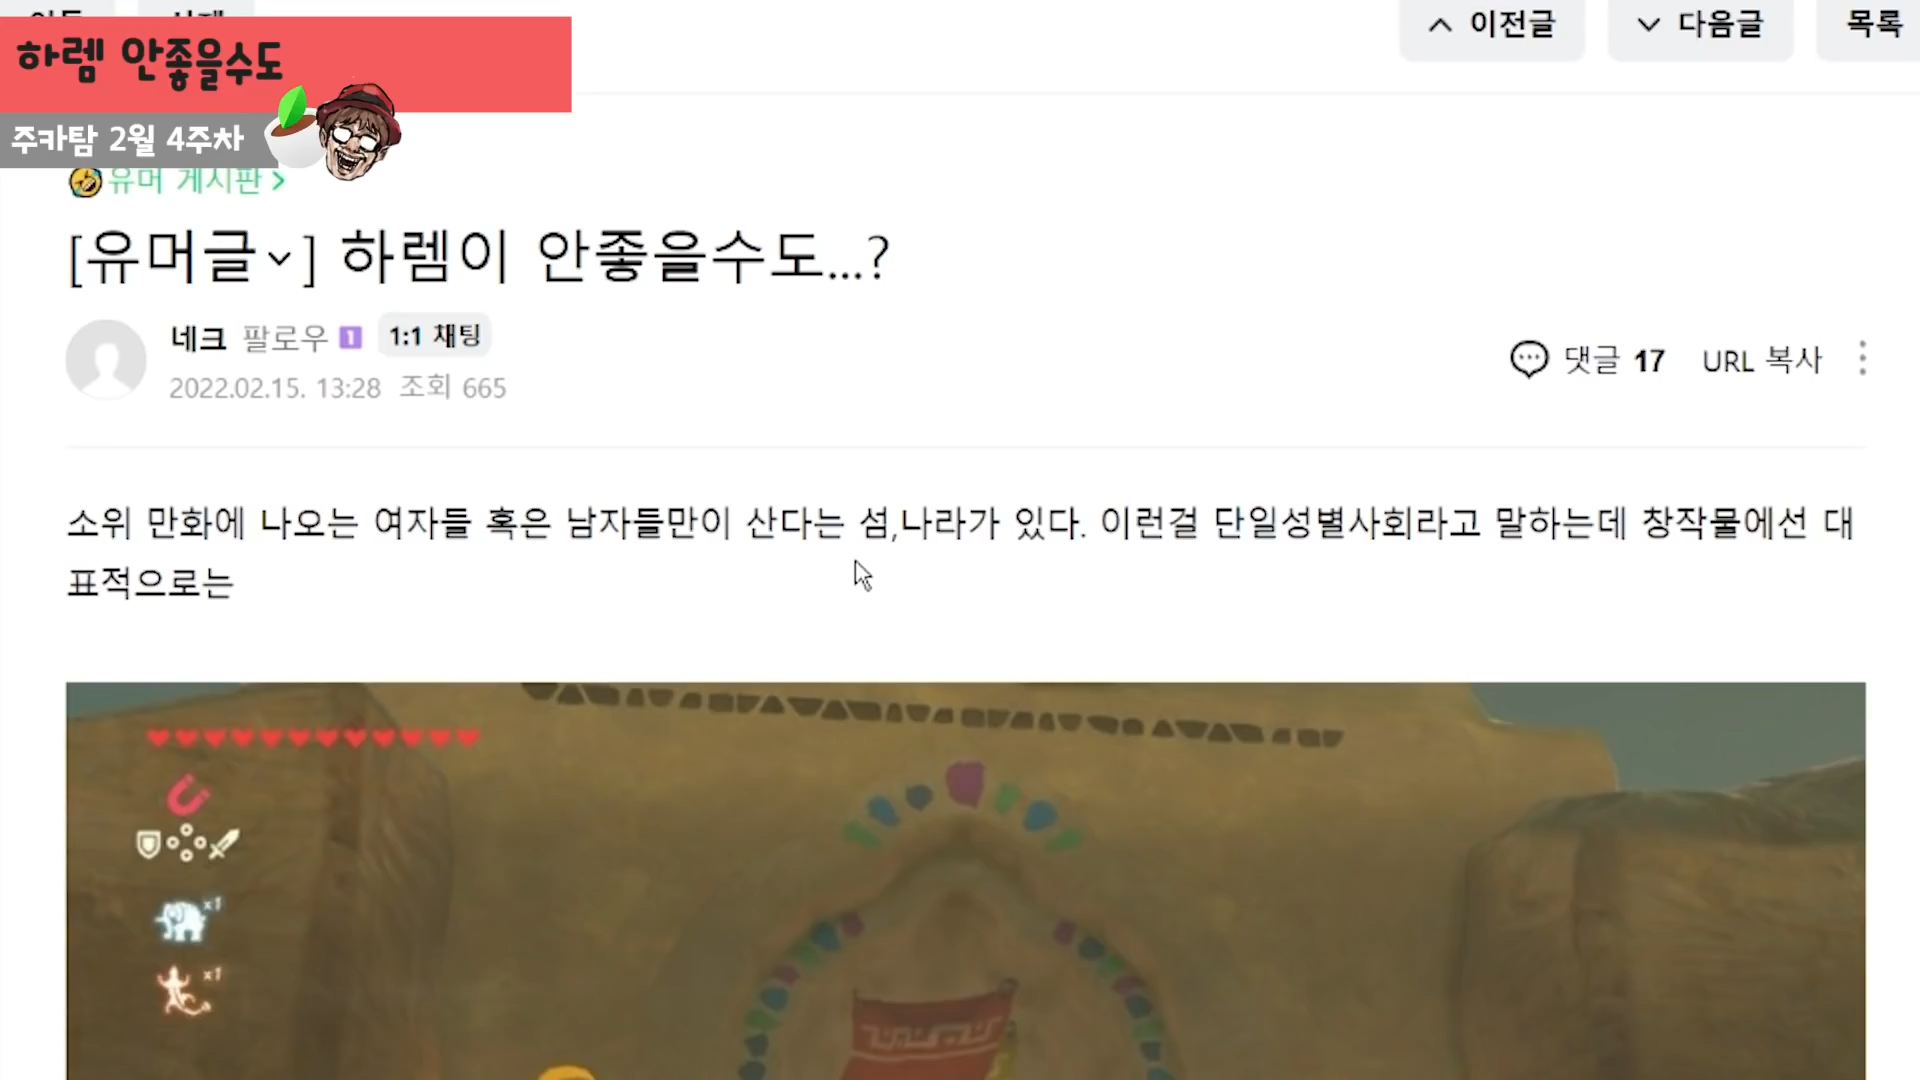 이전글
다음글
목록
하렘 안좋을수도
주카탐 2월 4주차
유머 게시판 >
[유머글] 하렘이 안좋을수도...?
네크 팔로우 1 1:1 채팅
2022.02.15. 13:28 조회 665
댓글 17 URL 복사
소위 만화에 나오는 여자들 혹은 남자들만이 산다는 섬,나라가 있다. 이런걸 단일성별사회라고 말하는데 창작물에선 대
표적으로는
x1
x1